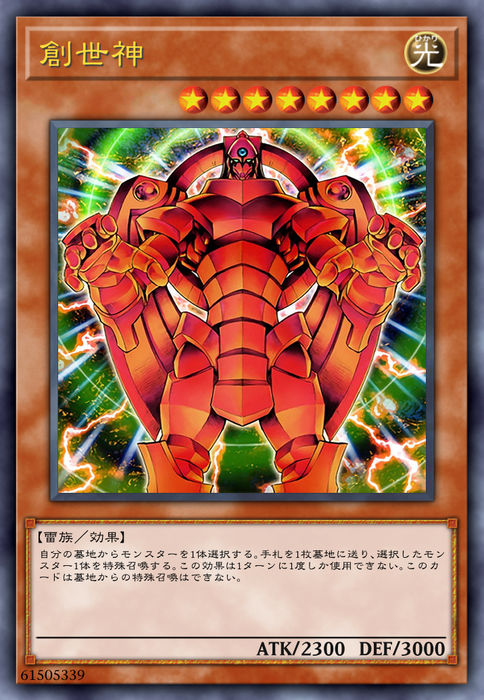 創世神
ひかり
光
【雷族／効果】
自分の墓地からモンスターを1体選択する。手札を1枚墓地に送り、選択したモン
スター1体を特殊召喚する。この効果は1ターンに1度しか使用できない。このカ
ードは墓地からの特殊召喚はできない。
ATK/2300 DEF/3000
61505339